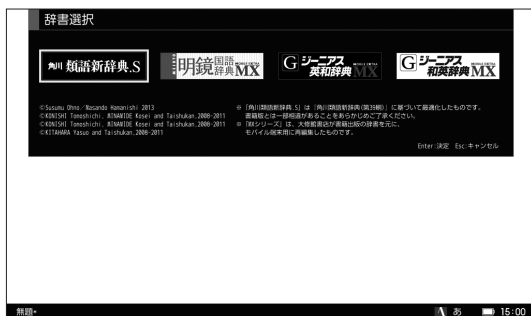 辞書選択
角川 類語新辞典.S
明鏡 国語辞典 MOBILE EXTRA MX
G ジーニアス 英和辞典 MOBILE EXTRA MX
G ジーニアス 和英辞典 MOBILE EXTRA MX
©Susumu Ohno/Masando Hamanishi 2013
©KONISHI Tomoshichi, MINAMIDE Kosei and Taishukan,2008-2011
©KONISHI Tomoshichi, MINAMIDE Kosei and Taishukan,2008-2011
©KITAHARA Yasuo and Taishukan,2008-2011
※「角川類語新辞典.S」は「角川類語新辞典(第39刷)」に基づいて最適化したものです。
書籍版とは一部相違があることをあらかじめご了承ください。
※「MXシリーズ」は、大修館書店が書籍出版の辞書を元に、
モバイル端末用に再編集したものです。
Enter:決定 Esc:キャンセル
無題*
A あ 15:00